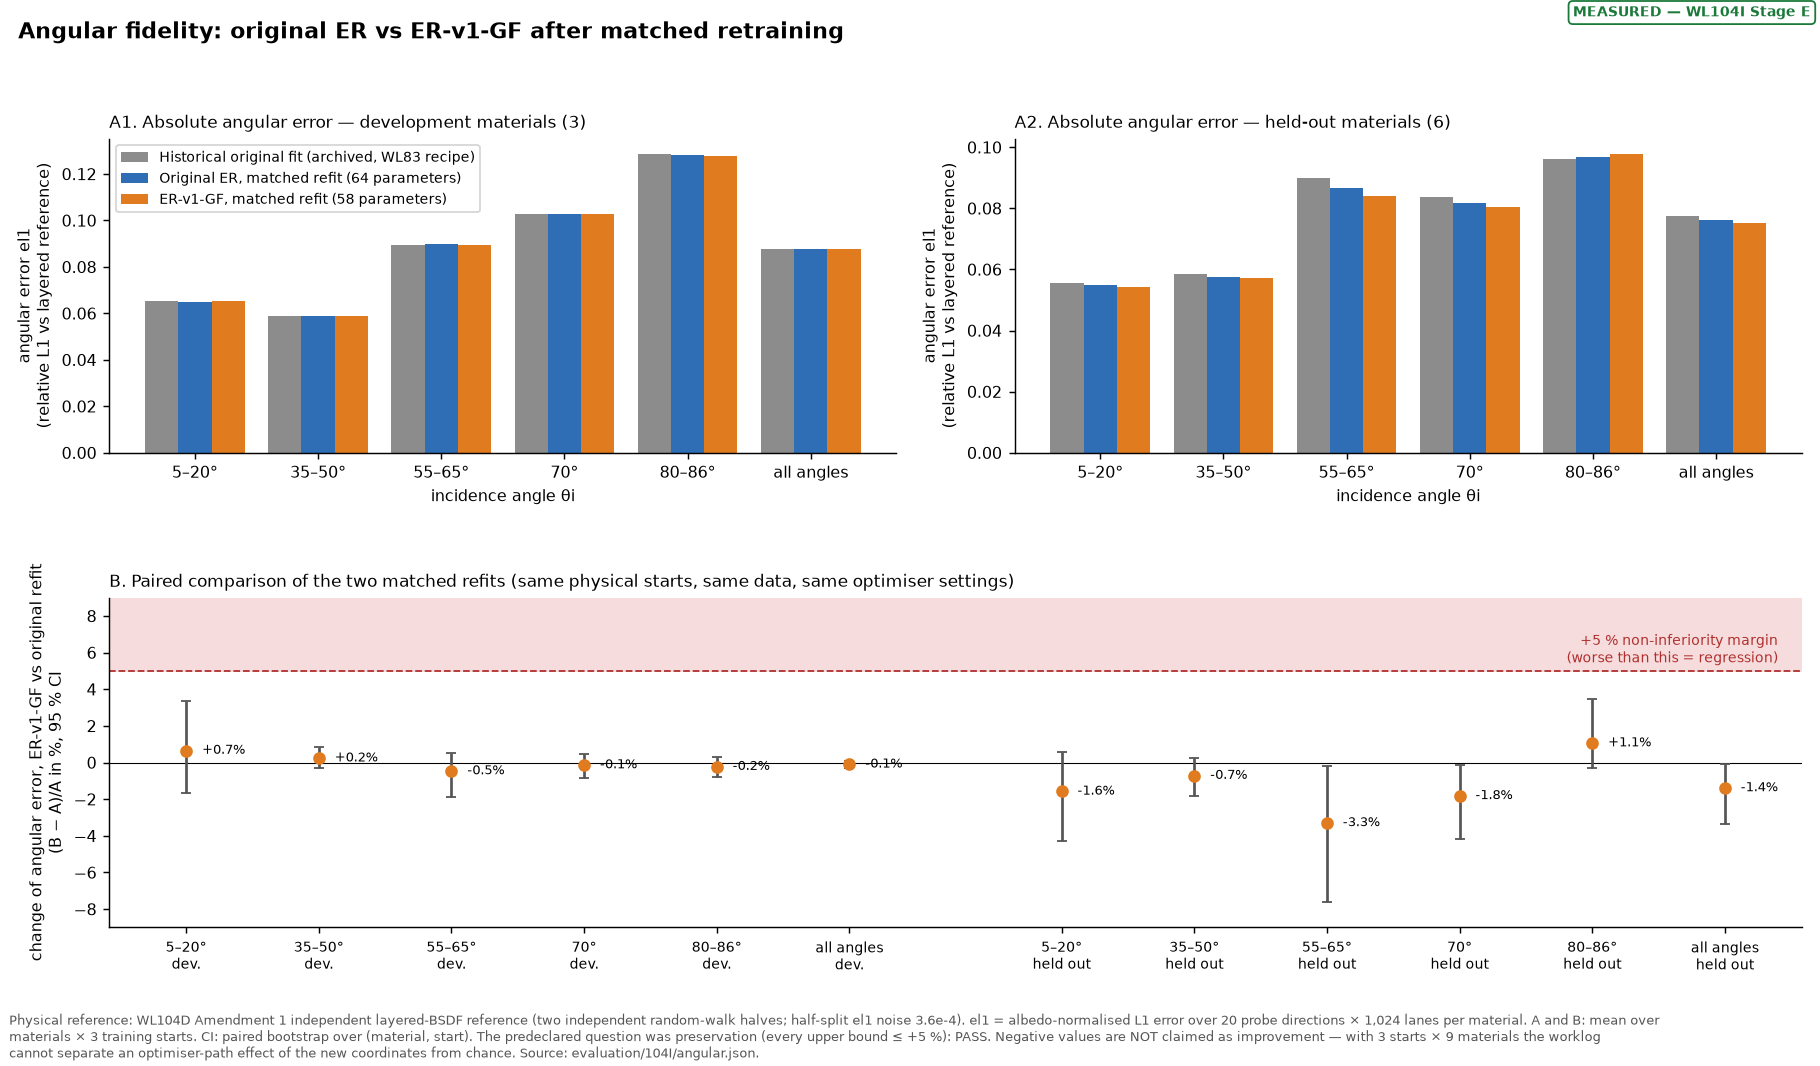 MEASURED — WL104I Stage E
Angular fidelity: original ER vs ER-v1-GF after matched retraining
A1. Absolute angular error — development materials (3)
Historical original fit (archived, WL83 recipe)
Original ER, matched refit (64 parameters)
ER-v1-GF, matched refit (58 parameters)
angular error el1
(relative L1 vs layered reference)
0.12
0.10
0.08
0.06
0.04
0.02
0.00
5–20°
35–50°
55–65°
70°
80–86°
all angles
incidence angle θi
A2. Absolute angular error — held-out materials (6)
angular error el1
(relative L1 vs layered reference)
0.10
0.08
0.06
0.04
0.02
0.00
5–20°
35–50°
55–65°
70°
80–86°
all angles
incidence angle θi
B. Paired comparison of the two matched refits (same physical starts, same data, same optimiser settings)
change of angular error, ER-v1-GF vs original refit
(B − A)/A in %, 95 % CI
8
6
4
2
0
−2
−4
−6
−8
+5 % non-inferiority margin
(worse than this = regression)
+0.7%
+0.2%
-0.5%
-0.1%
-0.2%
-0.1%
-1.6%
-0.7%
-3.3%
-1.8%
+1.1%
-1.4%
5–20°
dev.
35–50°
dev.
55–65°
dev.
70°
dev.
80–86°
dev.
all angles
dev.
5–20°
held out
35–50°
held out
55–65°
held out
70°
held out
80–86°
held out
all angles
held out
Physical reference: WL104D Amendment 1 independent layered-BSDF reference (two independent random-walk halves; half-split el1 noise 3.6e-4). el1 = albedo-normalised L1 error over 20 probe directions × 1,024 lanes per material. A and B: mean over
materials × 3 training starts. CI: paired bootstrap over (material, start). The predeclared question was preservation (every upper bound ≤ +5 %): PASS. Negative values are NOT claimed as improvement — with 3 starts × 9 materials the worklog
cannot separate an optimiser-path effect of the new coordinates from chance. Source: evaluation/104I/angular.json.